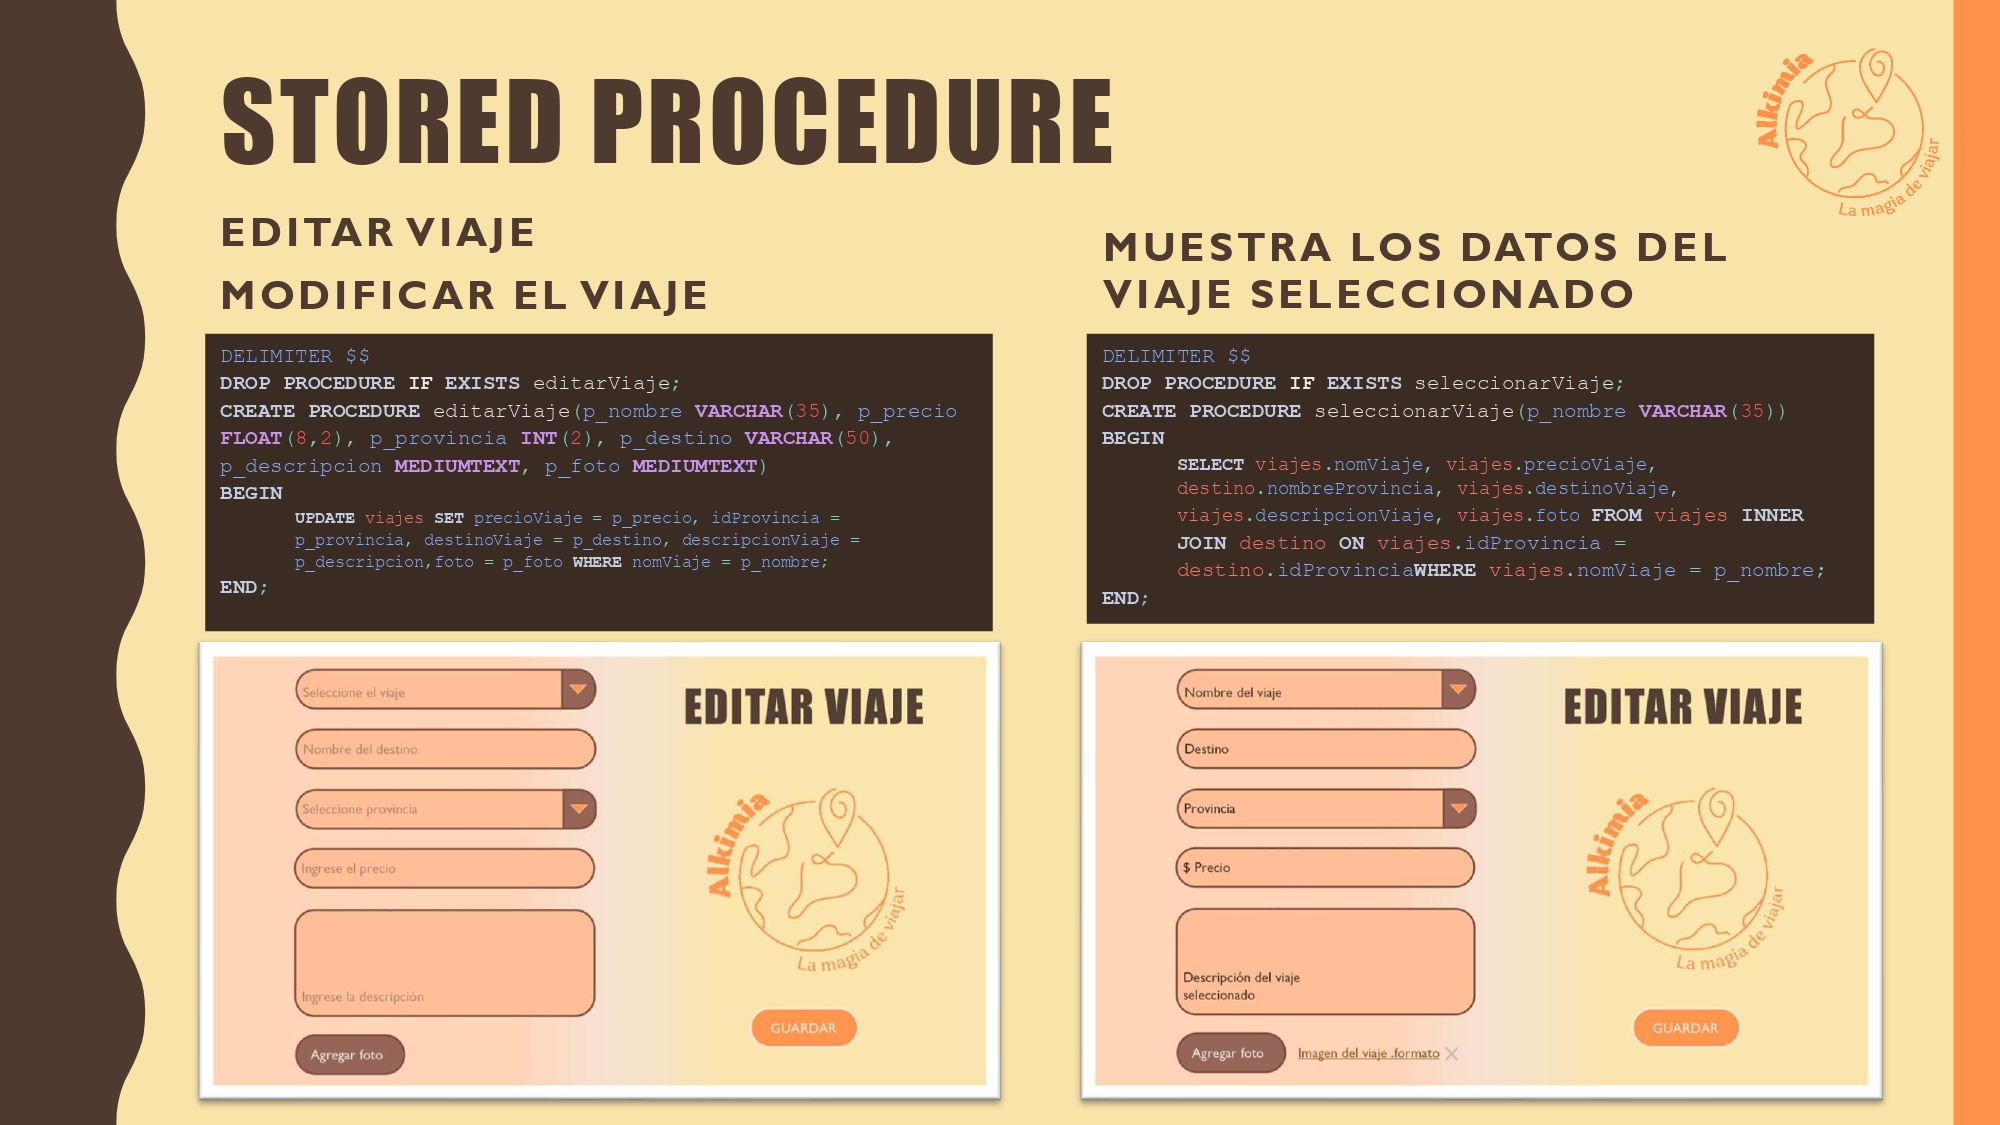 STORED PROCEDURE
Alkimia
La magia de viajar
EDITAR VIAJE
MODIFICAR EL VIAJE
DELIMITER $$
DROP PROCEDURE IF EXISTS editarViaje;
CREATE PROCEDURE editarViaje(p_nombre VARCHAR(35), p_precio
FLOAT(8,2), p_provincia INT(2), p_destino VARCHAR(50),
p_descripcion MEDIUMTEXT, p_foto MEDIUMTEXT)
BEGIN
UPDATE viajes SET precioViaje = p_precio, idProvincia =
p_provincia, destinoViaje = p_destino, descripcionViaje =
p_descripcion,foto = p_foto WHERE nomViaje = p_nombre;
END;
Seleccione el viaje
Nombre del destino
Seleccione provincia
Ingrese el precio
Ingrese la descripción
Agregar foto
EDITAR VIAJE
Alkimia
La magia de viajar
GUARDAR
MUESTRA LOS DATOS DEL
VIAJE SELECCIONADO
DELIMITER $$
DROP PROCEDURE IF EXISTS seleccionarViaje;
CREATE PROCEDURE seleccionarViaje(p_nombre VARCHAR(35))
BEGIN
SELECT viajes.nomViaje, viajes.precioViaje,
destino.nombreProvincia, viajes.destinoViaje,
viajes.descripcionViaje, viajes.foto FROM viajes INNER
JOIN destino ON viajes.idProvincia =
destino.idProvinciaWHERE viajes.nomViaje = p_nombre;
END;
Nombre del viaje
Destino
Provincia
$ Precio
Descripción del viaje
seleccionado
Agregar foto
Imagen del viaje .formato
EDITAR VIAJE
Alkimia
La magia de viajar
GUARDAR